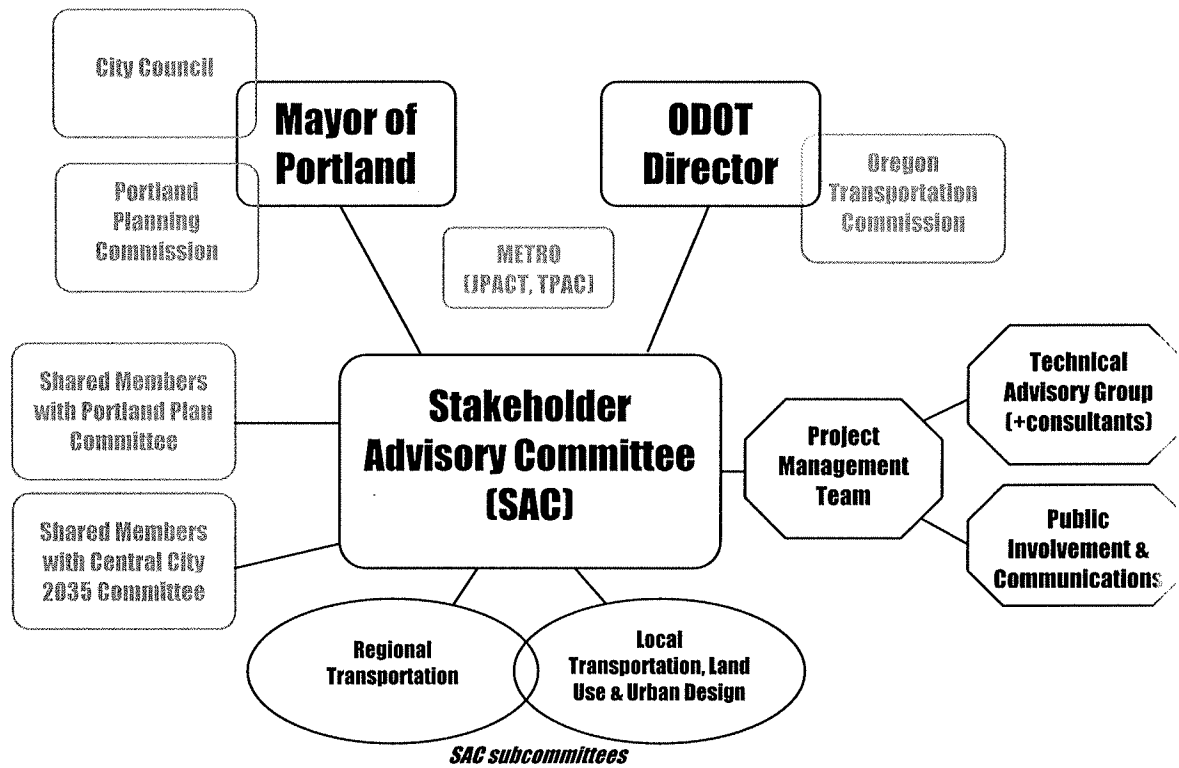 City Council
Mayor of
Portland
ODOT
Director
Portland
Planning
Commission
Oregon
Transportation
Commission
METRO
(JPACT, TPAC)
Shared Members
with Portland Plan
Committee
Stakeholder
Advisory Committee
(SAC)
Project
Management
Team
Technical
Advisory Group
(+consultants)
Shared Members
with Central City
2035 Committee
Public
Involvement &
Communications
Regional
Transportation
Local
Transportation, Land
Use & Urban Design
SAC subcommittees